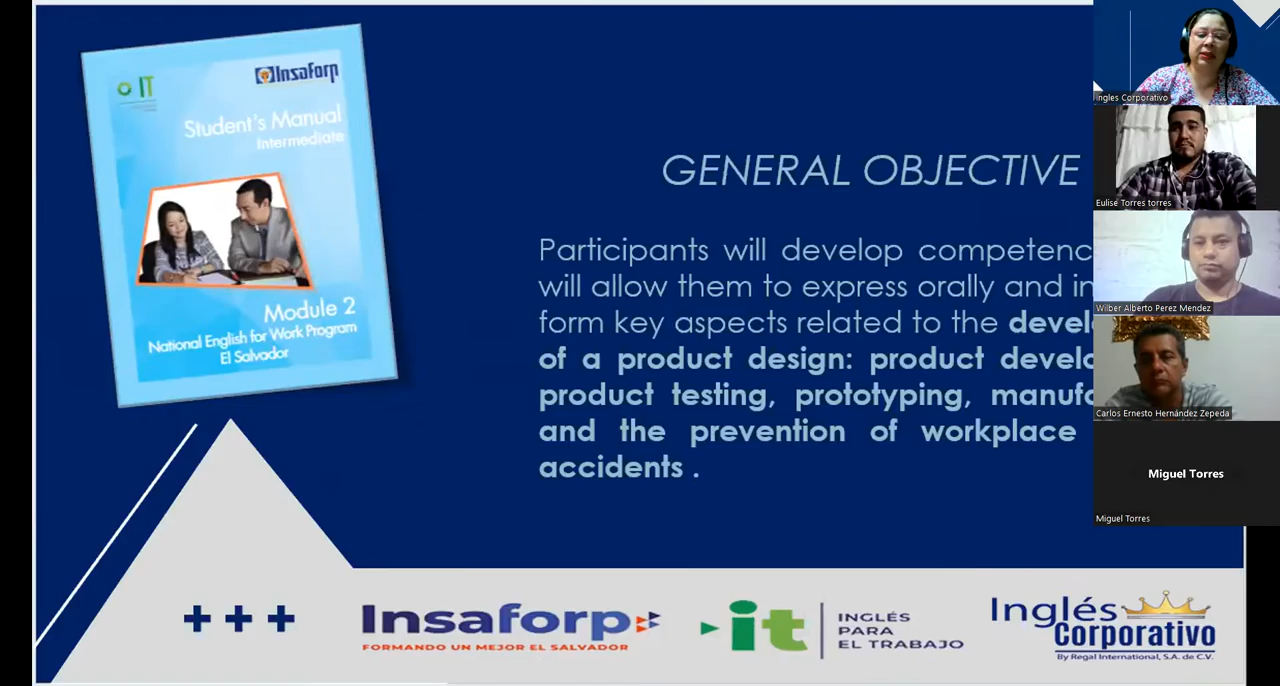 IT
Insaforp
Student's Manual
Intermediate
Module 2
National English for Work Program
El Salvador
GENERAL OBJECTIVE
Participants will develop competenc
will allow them to express orally and in
form key aspects related to the devel
of a product design: product develo
product testing, prototyping, manufa
and the prevention of workplace
accidents .
Insaforp
FORMANDO UN MEJOR EL SALVADOR
it
INGLÉS
PARA
EL TRABAJO
Inglés
Corporativo
By Regal International, S.A. de C.V.
Ingles Corporativo
Eulise Torres torres
Wilber Alberto Perez Mendez
Carlos Ernesto Hernández Zepeda
Miguel Torres
Miguel Torres